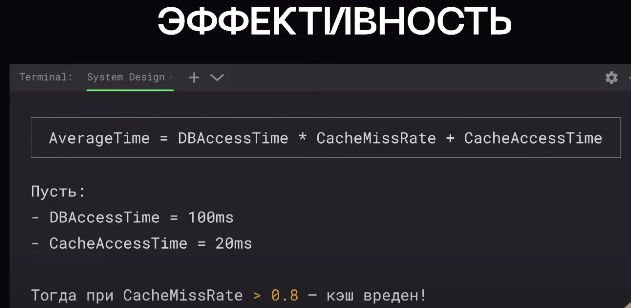 ЭФФЕКТИВНОСТЬ
Terminal: System Design
AverageTime = DBAccessTime * CacheMissRate + CacheAccessTime
Пусть:
- DBAccessTime = 100ms
- CacheAccessTime = 20ms
Тогда при CacheMissRate > 0.8 — кэш вреден!